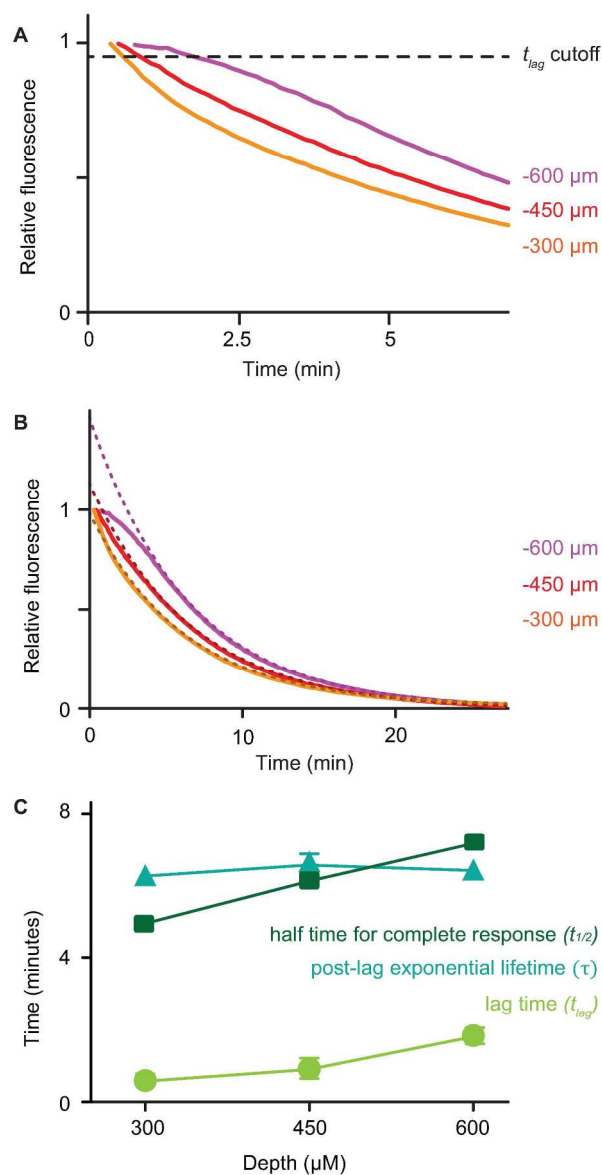 A
1
t_lag cutoff
Relative fluorescence
-600 µm
-450 µm
-300 µm
0
0
2.5
5
Time (min)
B
1
Relative fluorescence
-600 µm
-450 µm
-300 µm
0
0
10
20
Time (min)
C
8
Time (minutes)
half time for complete response (t1/2)
4
post-lag exponential lifetime (τ)
lag time (t_lag)
0
300
450
600
Depth (µM)